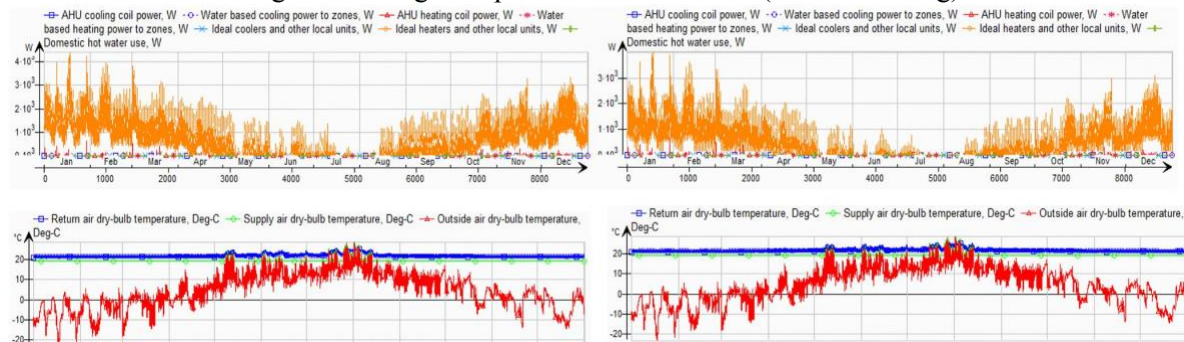 AHU cooling coil power, W Water based cooling power to zones, W AHU heating coil power, W Water
based heating power to zones, W Ideal coolers and other local units, W Ideal heaters and other local units, W
Domestic hot water use, W
W
4·10³
3·10³
2·10³
1·10³
0·10³
Jan Feb Mar Apr May Jun Jul Aug Sep Oct Nov Dec
0 1000 2000 3000 4000 5000 6000 7000 8000
AHU cooling coil power, W Water based cooling power to zones, W AHU heating coil power, W Water
based heating power to zones, W Ideal coolers and other local units, W Ideal heaters and other local units, W
Domestic hot water use, W
W
3·10³
2·10³
1·10³
0·10³
Jan Feb Mar Apr May Jun Jul Aug Sep Oct Nov Dec
0 1000 2000 3000 4000 5000 6000 7000 8000
Return air dry-bulb temperature, Deg-C Supply air dry-bulb temperature, Deg-C Outside air dry-bulb temperature,
Deg-C
°C
20
10
0
-10
-20
Return air dry-bulb temperature, Deg-C Supply air dry-bulb temperature, Deg-C Outside air dry-bulb temperature,
Deg-C
°C
20
10
0
-10
-20